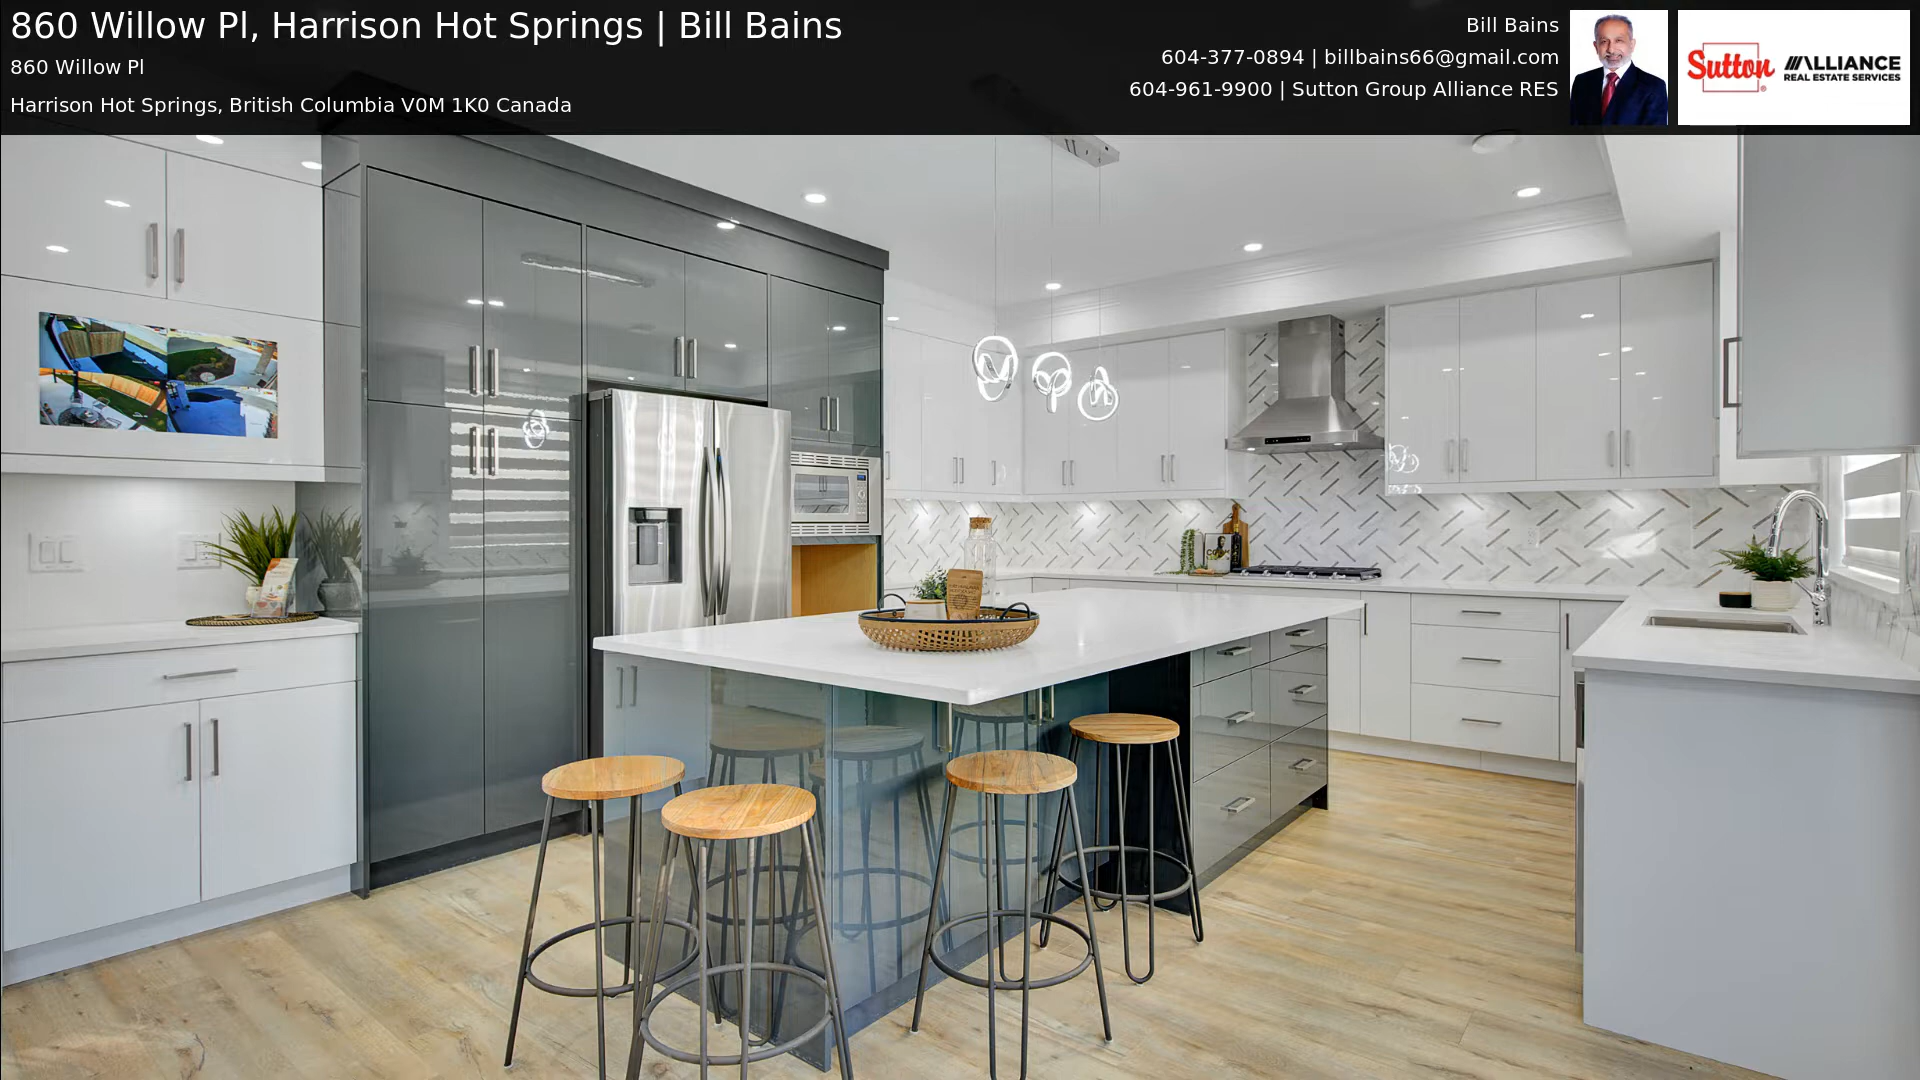 860 Willow Pl, Harrison Hot Springs | Bill Bains
860 Willow Pl
Harrison Hot Springs, British Columbia V0M 1K0 Canada
Bill Bains
604-377-0894 | billbains66@gmail.com
604-961-9900 | Sutton Group Alliance RES
Sutton®
ALLIANCE
REAL ESTATE SERVICES
COOK